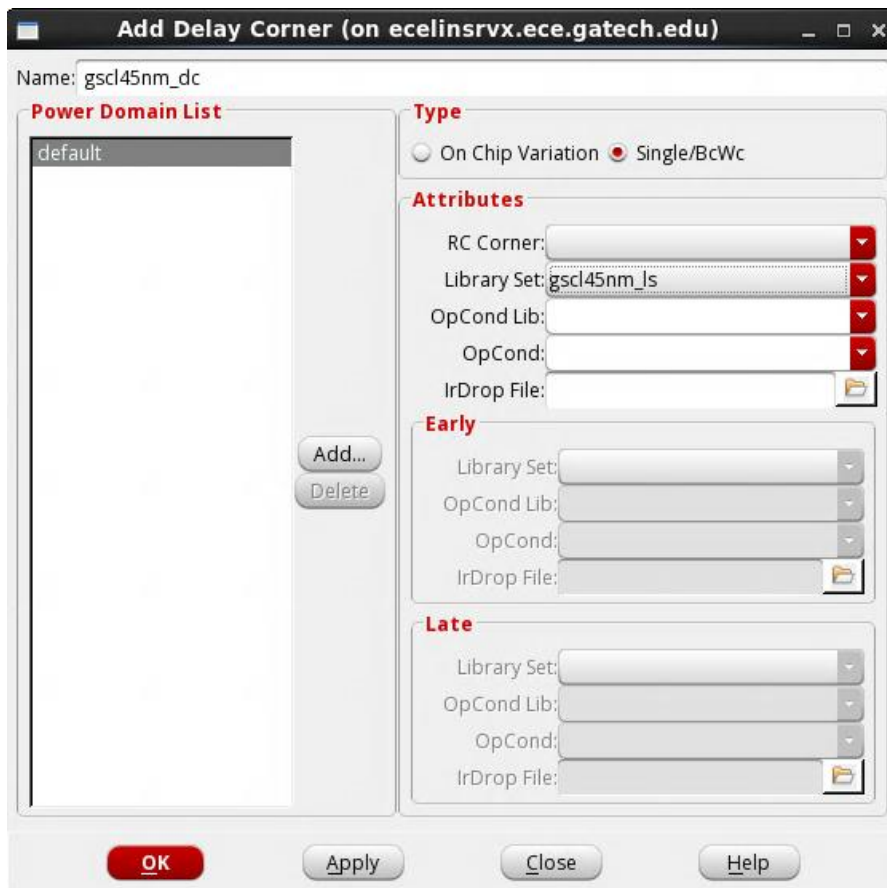 Add Delay Corner (on ecelinsrvx.ece.gatech.edu)
Name: gscl45nm_dc
Power Domain List
default
Add...
Delete
Type
On Chip Variation Single/BcWc
Attributes
RC Corner:
Library Set: gscl45nm_ls
OpCond Lib:
OpCond:
IrDrop File:
Early
Library Set:
OpCond Lib:
OpCond:
IrDrop File:
Late
Library Set:
OpCond Lib:
OpCond:
IrDrop File:
OK Apply Close Help